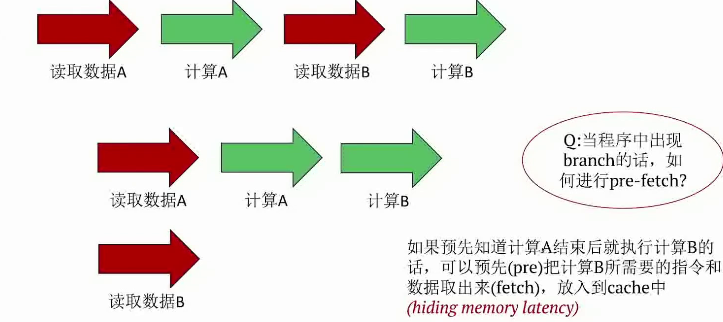 读取数据A
计算A
读取数据B
计算B
Q:当程序中出现
branch的话，如
何进行pre-fetch?
读取数据A
计算A
计算B
如果预先知道计算A结束后就执行计算B的
话，可以预先(pre)把计算B所需要的指令和
数据取出来(fetch)，放入到cache中
(hiding memory latency)
读取数据B